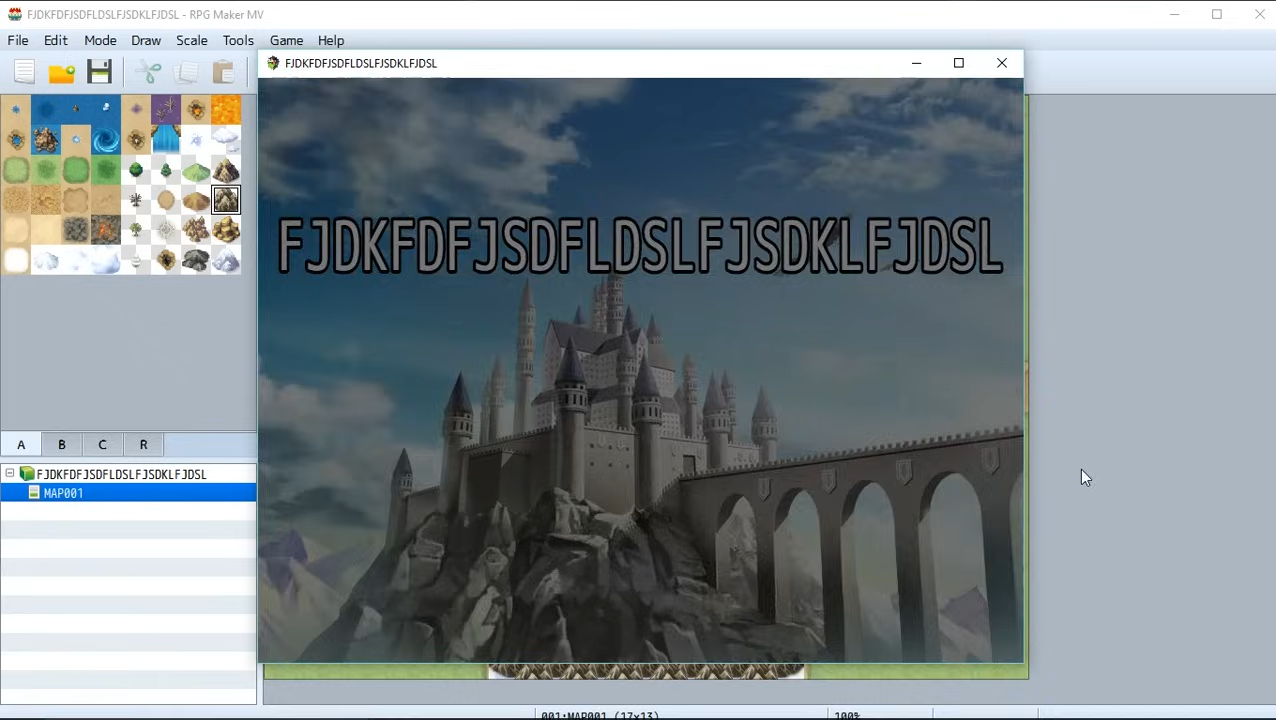 FJDKFDFJSDFLDSLFJSDKLFJDSL - RPG Maker MV
File Edit Mode Draw Scale Tools Game Help
FJDKFDFJSDFLDSLFJSDKLFJDSL
FJDKFDFJSDFLDSLFJSDKLFJDSL
A B C R
FJDKFDFJSDFLDSLFJSDKLFJDSL
MAP001
001:MAP001 (17x13) 100%